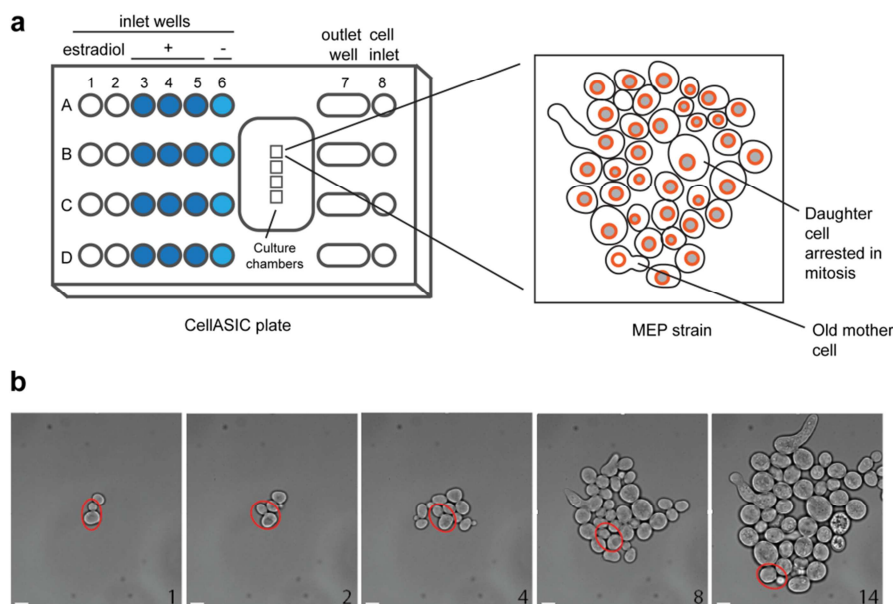 a
inlet wells
estradiol + -
outlet well
cell inlet
1 2 3 4 5 6 7 8
A
B
C
D
Culture
chambers
CellASIC plate
Daughter
cell
arrested in
mitosis
Old mother
cell
MEP strain
b
1 2 4 8 14